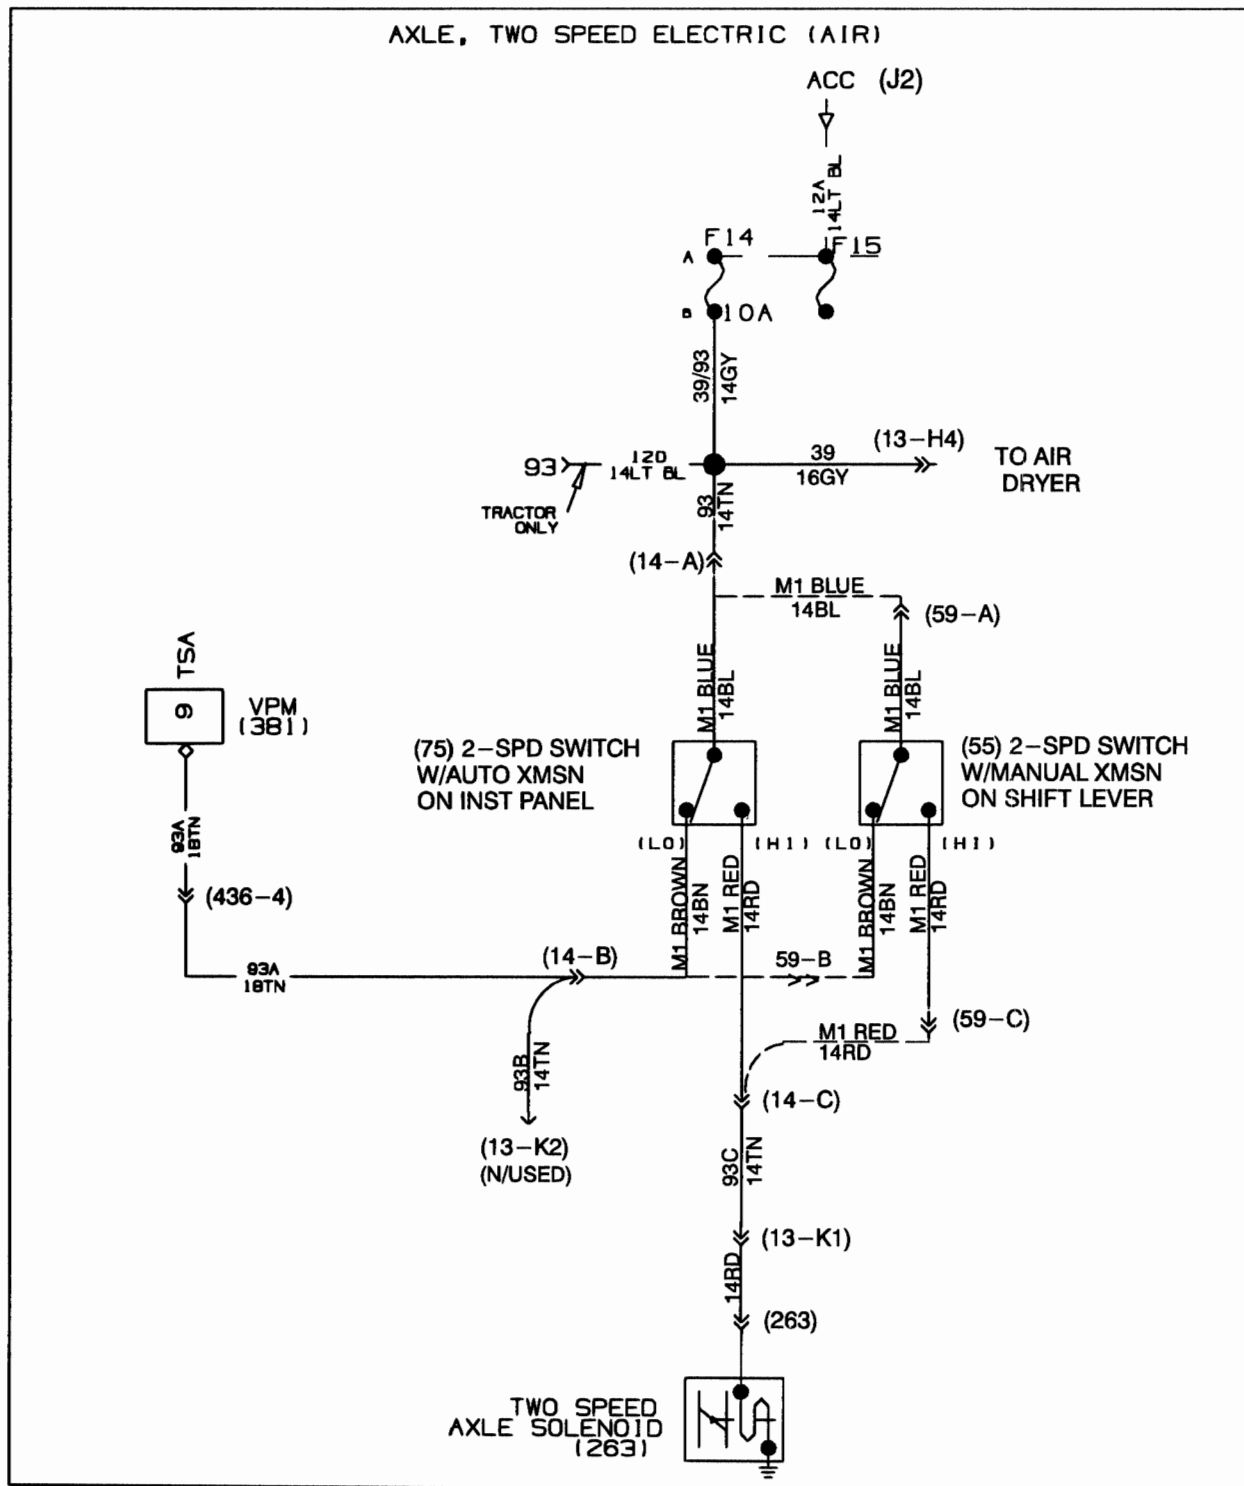 AXLE, TWO SPEED ELECTRIC (AIR)
ACC (J2)
12A
14LT BL
F14
F15
A
B
10A
39/93
14GY
93
12D
14LT BL
39
16GY
(13-H4)
TO AIR
DRYER
TRACTOR
ONLY
93
14TN
(14-A)
M1 BLUE
14BL
(59-A)
TSA
9
VPM
(381)
M1 BLUE
14BL
M1 BLUE
14BL
(75) 2-SPD SWITCH
W/AUTO XMSN
ON INST PANEL
(55) 2-SPD SWITCH
W/MANUAL XMSN
ON SHIFT LEVER
(LO)
(HI)
(LO)
(HI)
93A
18TN
(436-4)
M1 BROWN
14BN
M1 RED
14RD
M1 BROWN
14BN
M1 RED
14RD
93A
18TN
(14-B)
59-B
(59-C)
M1 RED
14RD
93B
14TN
(14-C)
(13-K2)
(N/USED)
93C
14TN
(13-K1)
14RD
(263)
TWO SPEED
AXLE SOLENOID
(263)